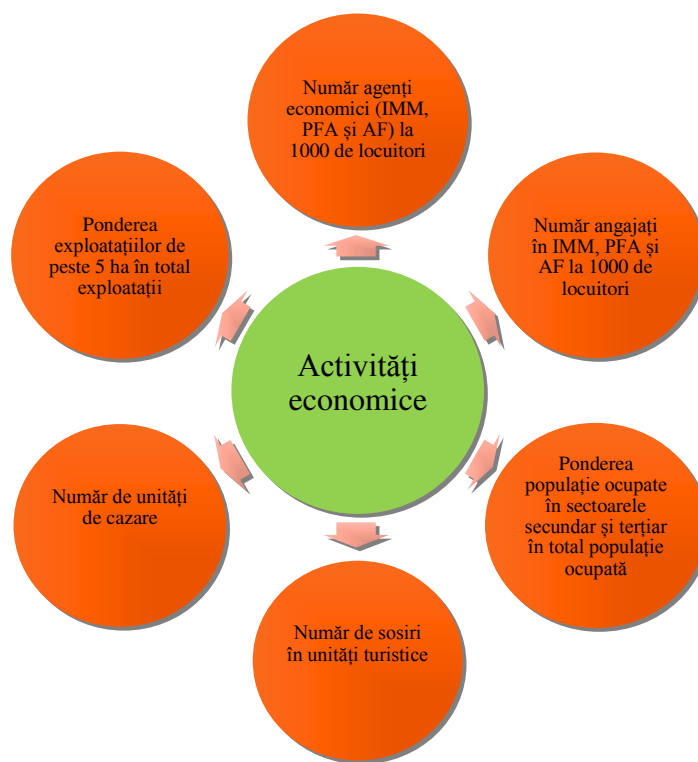 Număr agenți
economici (IMM,
PFA și AF) la
1000 de locuitori
Număr angajați
în IMM, PFA și
AF la 1000 de
locuitori
Ponderea
populație ocupate
în sectoarele
secundar și terțiar
în total populație
ocupată
Număr de sosiri
în unități turistice
Număr de unități
de cazare
Ponderea
exploatațiilor de
peste 5 ha în total
exploatații
Activități
economice